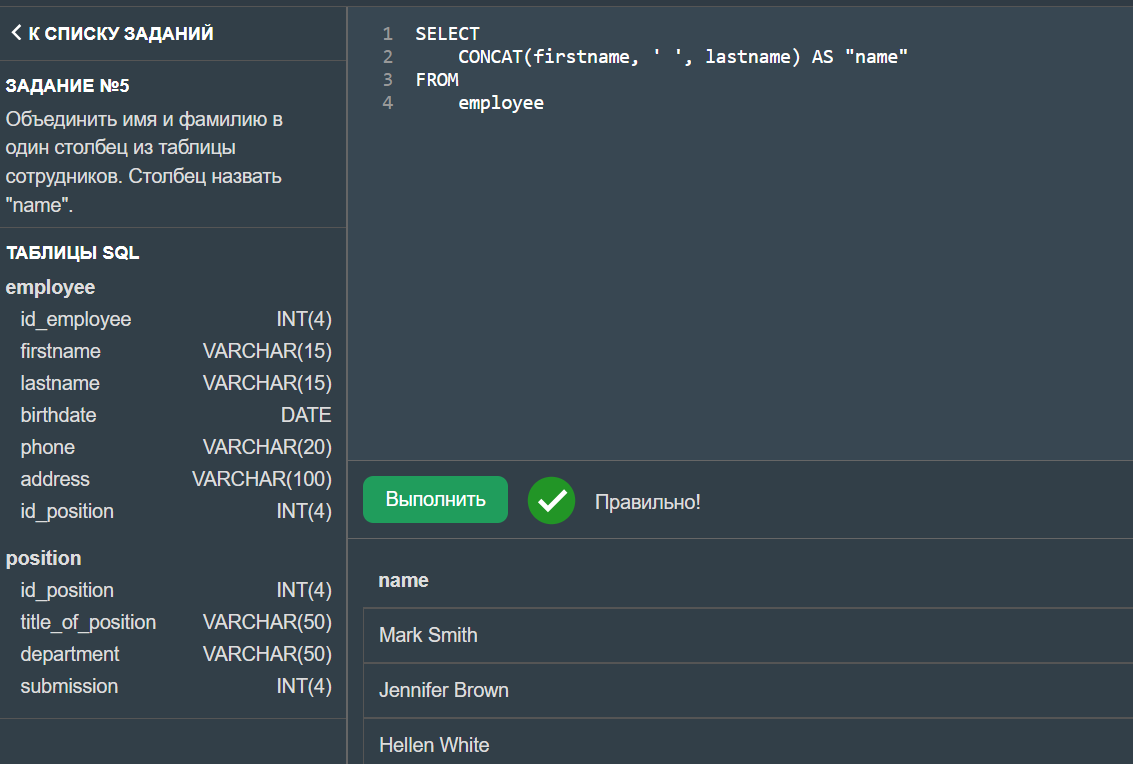 К СПИСКУ ЗАДАНИЙ
ЗАДАНИЕ №5
Объединить имя и фамилию в
один столбец из таблицы
сотрудников. Столбец назвать
"name".
ТАБЛИЦЫ SQL
employee
id_employee INT(4)
firstname VARCHAR(15)
lastname VARCHAR(15)
birthdate DATE
phone VARCHAR(20)
address VARCHAR(100)
id_position INT(4)
position
id_position INT(4)
title_of_position VARCHAR(50)
department VARCHAR(50)
submission INT(4)
1 SELECT
2 CONCAT(firstname, ' ', lastname) AS "name"
3 FROM
4 employee
Выполнить Правильно!
name
Mark Smith
Jennifer Brown
Hellen White